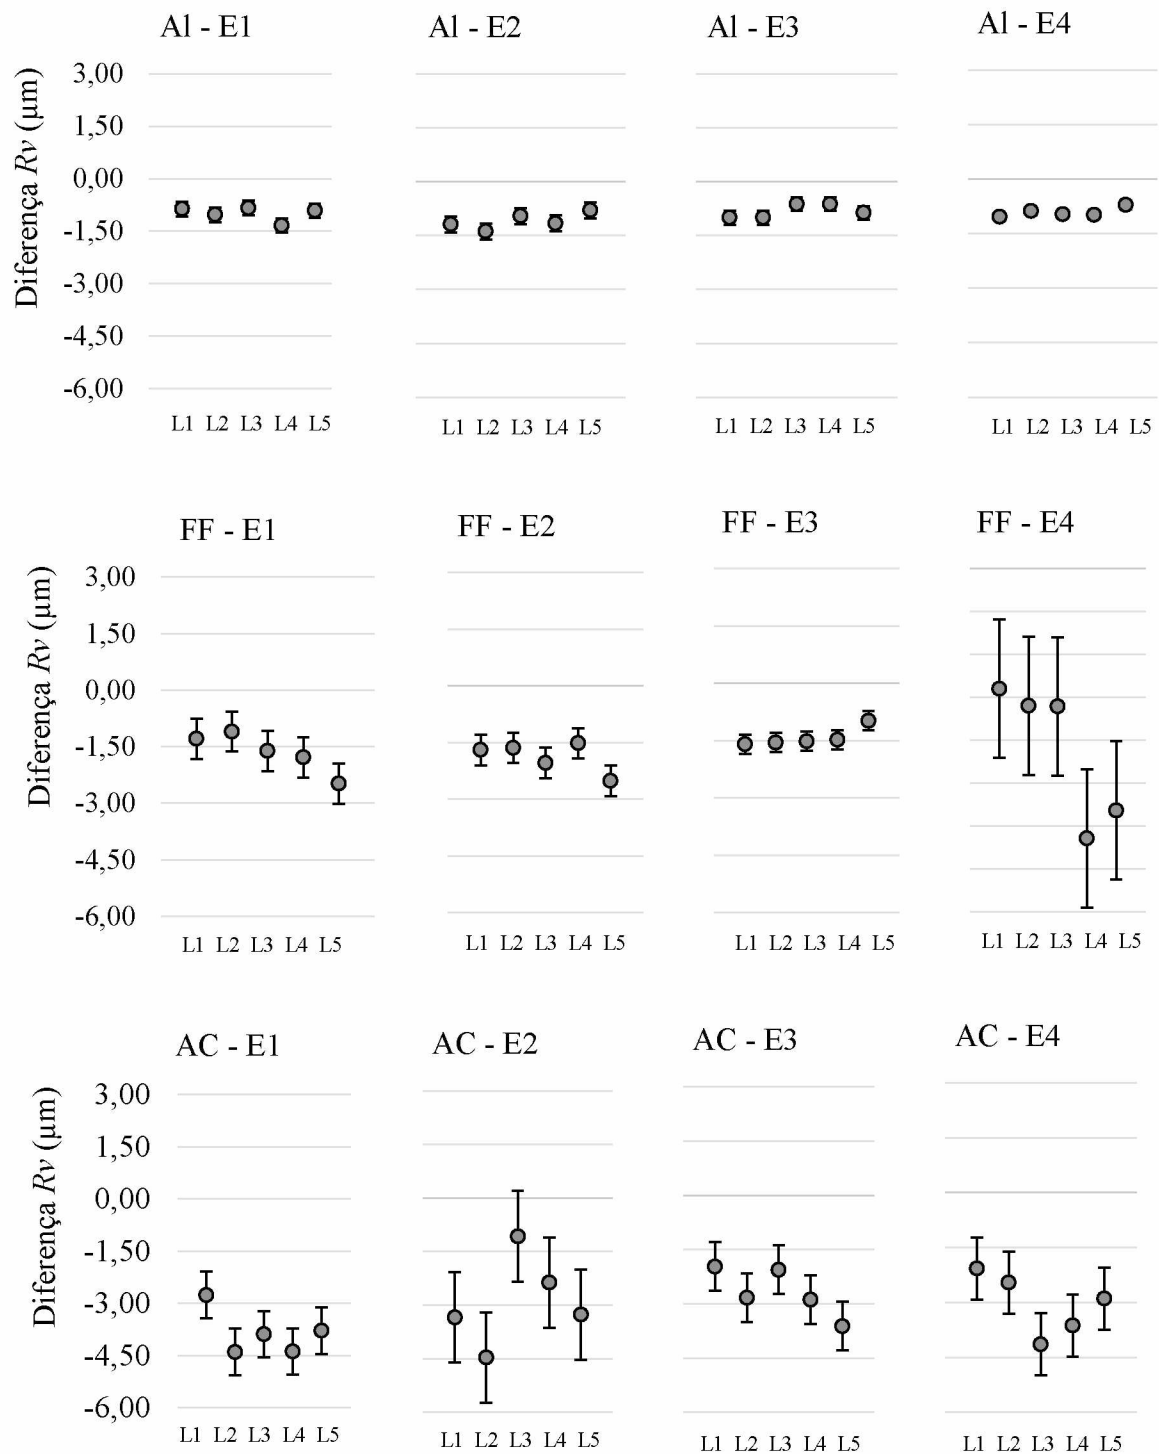 Al - E1
Al - E2
Al - E3
Al - E4
Diferença Rv (µm)
3,00
1,50
0,00
-1,50
-3,00
-4,50
-6,00
L1 L2 L3 L4 L5
L1 L2 L3 L4 L5
L1 L2 L3 L4 L5
L1 L2 L3 L4 L5
FF - E1
FF - E2
FF - E3
FF - E4
Diferença Rv (µm)
3,00
1,50
0,00
-1,50
-3,00
-4,50
-6,00
L1 L2 L3 L4 L5
L1 L2 L3 L4 L5
L1 L2 L3 L4 L5
L1 L2 L3 L4 L5
AC - E1
AC - E2
AC - E3
AC - E4
Diferença Rv (µm)
3,00
1,50
0,00
-1,50
-3,00
-4,50
-6,00
L1 L2 L3 L4 L5
L1 L2 L3 L4 L5
L1 L2 L3 L4 L5
L1 L2 L3 L4 L5